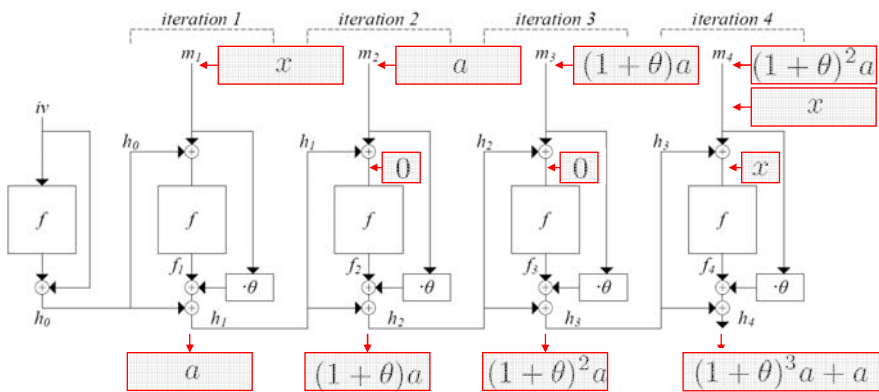 iteration 1 iteration 2 iteration 3 iteration 4
m₁ x m₂ a m₃ (1 + θ)a m₄ (1 + θ)²a
x
iv
h₀ h₁ h₂ h₃
0 0 x
f f f f f
f₁ f₂ f₃ f₄
·θ ·θ ·θ ·θ
h₀ h₁ h₂ h₃ h₄
a (1 + θ)a (1 + θ)²a (1 + θ)³a + a